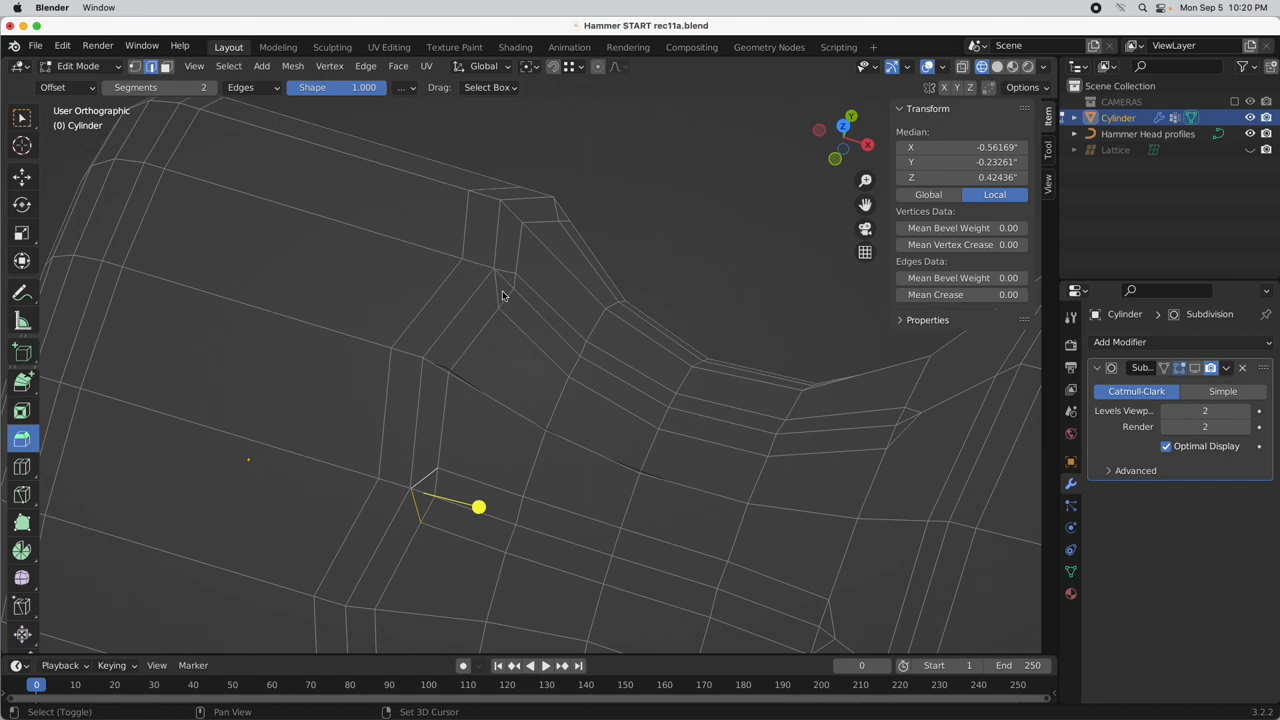 Blender Window Mon Sep 5 10:20 PM
Hammer START rec11a.blend
File Edit Render Window Help Layout Modeling Sculpting UV Editing Texture Paint Shading Animation Rendering Compositing Geometry Nodes Scripting + Scene ViewLayer
Edit Mode View Select Add Mesh Vertex Edge Face UV Global
Offset Segments 2 Edges Shape 1.000 ... Drag: Select Box X Y Z Options
User Orthographic
(0) Cylinder
Transform
Median:
X -0.56169"
Y -0.23261"
Z 0.42436"
Global Local
Vertices Data:
Mean Bevel Weight 0.00
Mean Vertex Crease 0.00
Edges Data:
Mean Bevel Weight 0.00
Mean Crease 0.00
Properties
Item
Tool
View
Y
Z
X
Scene Collection
CAMERAS
Cylinder
Hammer Head profiles
Lattice
Cylinder > Subdivision
Add Modifier
Sub...
Catmull-Clark Simple
Levels Viewp... 2
Render 2
Optimal Display
Advanced
Playback Keying View Marker 0 Start 1 End 250
0 10 20 30 40 50 60 70 80 90 100 110 120 130 140 150 160 170 180 190 200 210 220 230 240 250
Select (Toggle) Pan View Set 3D Cursor 3.2.2